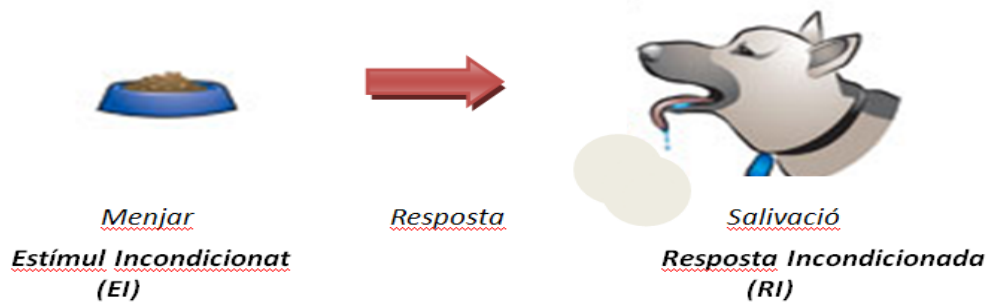 Menjar Resposta Salivació
Estímul Incondicionat Resposta Incondicionada
(EI) (RI)